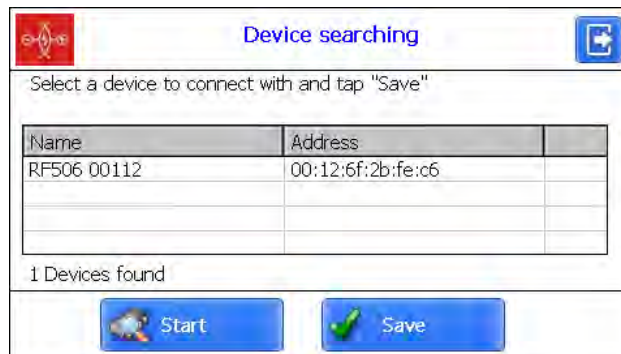 Device searching
Select a device to connect with and tap "Save"
Name Address
RF506 00112 00:12:6f:2b:fe:c6
1 Devices found
Start Save